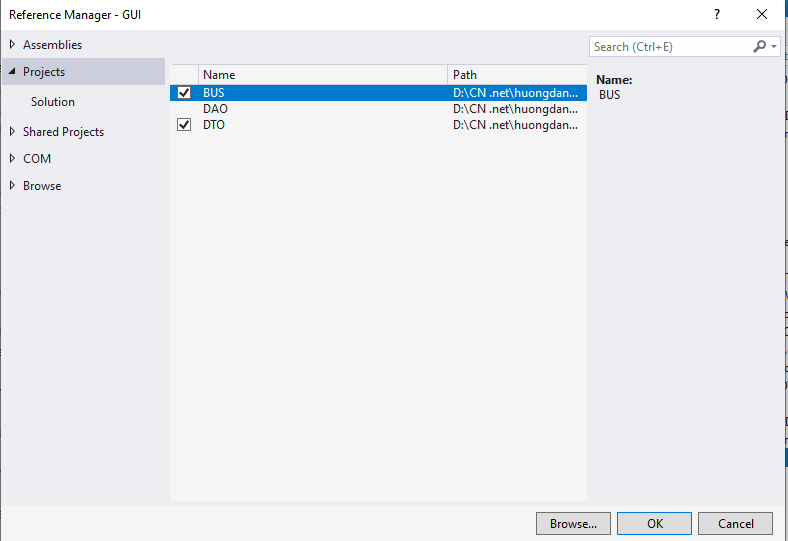 Reference Manager - GUI ?
Assemblies
Search (Ctrl+E)
Projects
Name Path
Name:
BUS D:\CN .net\huongdan...
BUS
Solution
DAO D:\CN .net\huongdan...
DTO D:\CN .net\huongdan...
Shared Projects
COM
Browse
Browse... OK Cancel